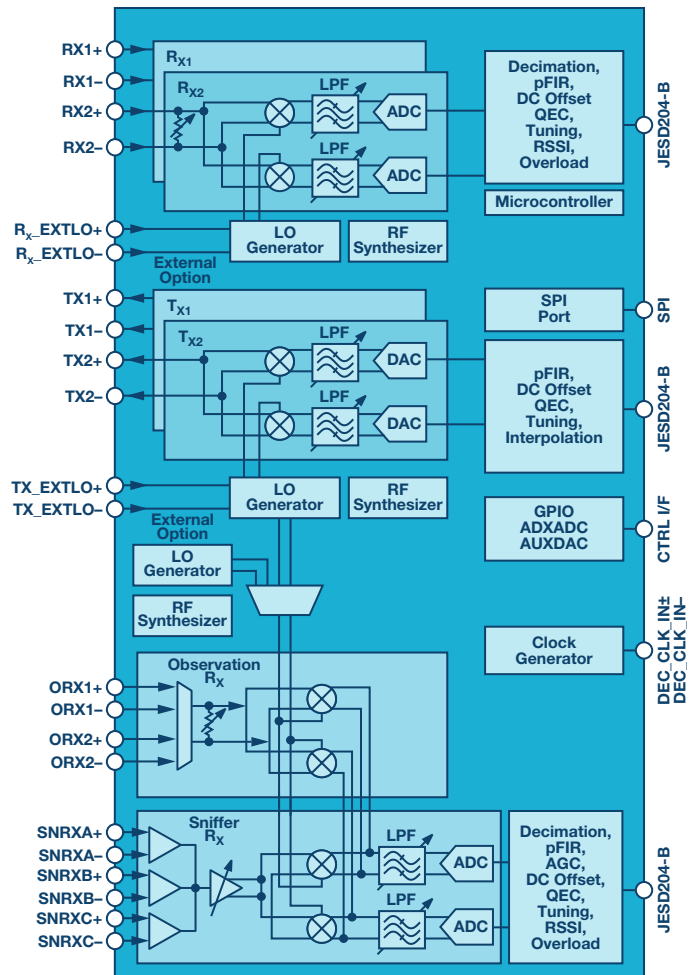 RX1+
RX1–
RX2+
RX2–
RX1
RX2
LPF
ADC
LPF
ADC
Decimation,
pFIR,
DC Offset
QEC,
Tuning,
RSSI,
Overload
JESD204-B
Microcontroller
RX_EXTLO+
RX_EXTLO–
LO
Generator
RF
Synthesizer
External
Option
TX1+
TX1–
TX2+
TX2–
TX1
TX2
LPF
DAC
LPF
DAC
SPI
Port
SPI
pFIR,
DC Offset
QEC,
Tuning,
Interpolation
JESD204-B
TX_EXTLO+
TX_EXTLO–
LO
Generator
RF
Synthesizer
External
Option
GPIO
ADXADC
AUXDAC
CTRL I/F
LO
Generator
RF
Synthesizer
Clock
Generator
DEC_CLK_IN±
DEC_CLK_IN–
Observation
RX
ORX1+
ORX1–
ORX2+
ORX2–
Sniffer
RX
SNRXA+
SNRXA–
SNRXB+
SNRXB–
SNRXC+
SNRXC–
LPF
ADC
LPF
ADC
Decimation,
pFIR,
AGC,
DC Offset,
QEC,
Tuning,
RSSI,
Overload
JESD204-B